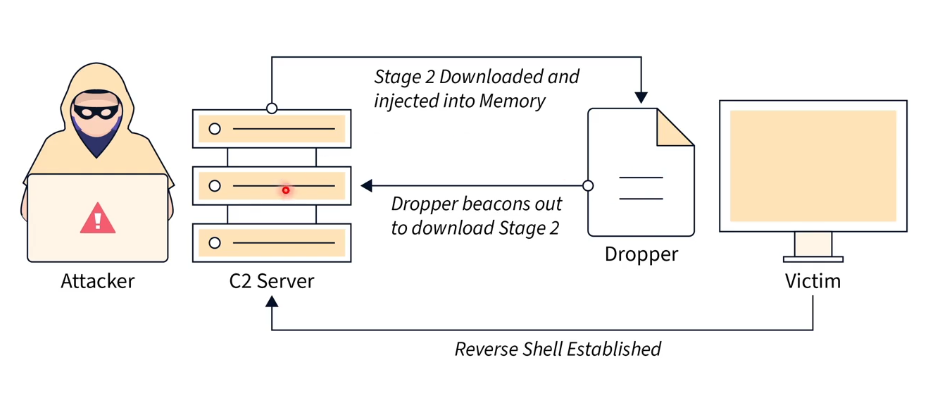 Stage 2 Downloaded and
injected into Memory
Dropper beacons out
to download Stage 2
Dropper
Attacker
C2 Server
Victim
Reverse Shell Established